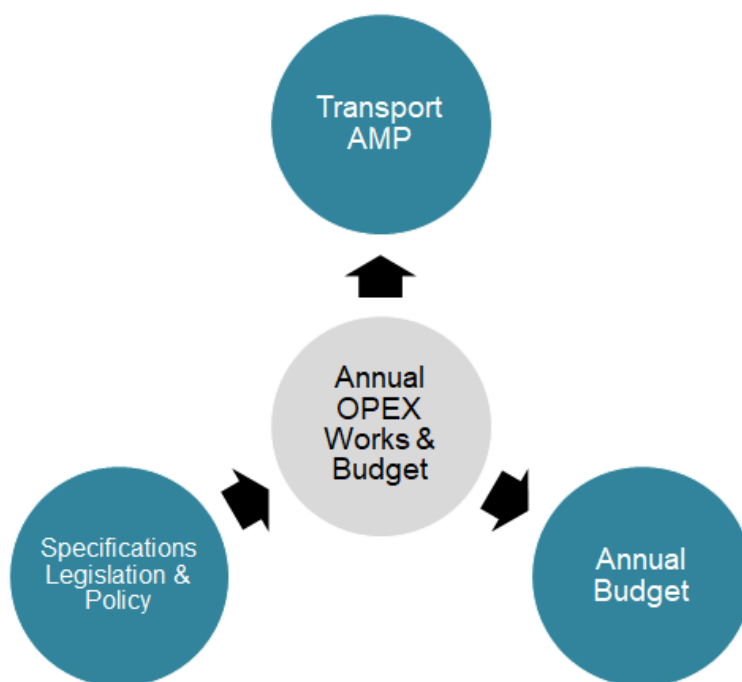 Transport
AMP
Annual
OPEX
Works &
Budget
Specifications
Legislation &
Policy
Annual
Budget